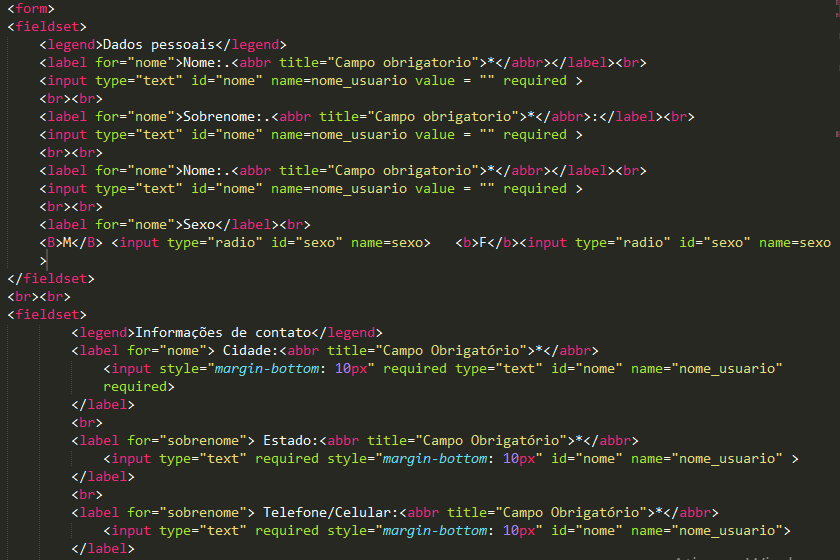 <form>
<fieldset>
<legend>Dados pessoais</legend>
<label for="nome">Nome:.<abbr title="Campo obrigatorio">*</abbr></label><br>
<input type="text" id="nome" name=nome_usuario value = "" required >
<br><br>
<label for="nome">Sobrenome:.<abbr title="Campo obrigatorio">*</abbr>:</label><br>
<input type="text" id="nome" name=nome_usuario value = "" required >
<br><br>
<label for="nome">Nome:.<abbr title="Campo obrigatorio">*</abbr></label><br>
<input type="text" id="nome" name=nome_usuario value = "" required >
<br><br>
<label for="nome">Sexo</label><br>
<B>M</B> <input type="radio" id="sexo" name=sexo>   <b>F</b><input type="radio" id="sexo" name=sexo
>
</fieldset>
<br><br>
<fieldset>
<legend>Informações de contato</legend>
<label for="nome"> Cidade:<abbr title="Campo Obrigatório">*</abbr>
<input style="margin-bottom: 10px" required type="text" id="nome" name="nome_usuario"
required>
</label>
<br>
<label for="sobrenome"> Estado:<abbr title="Campo Obrigatório">*</abbr>
<input type="text" required style="margin-bottom: 10px" id="nome" name="nome_usuario" >
</label>
<br>
<label for="sobrenome"> Telefone/Celular:<abbr title="Campo Obrigatório">*</abbr>
<input type="text" required style="margin-bottom: 10px" id="nome" name="nome_usuario">
</label>